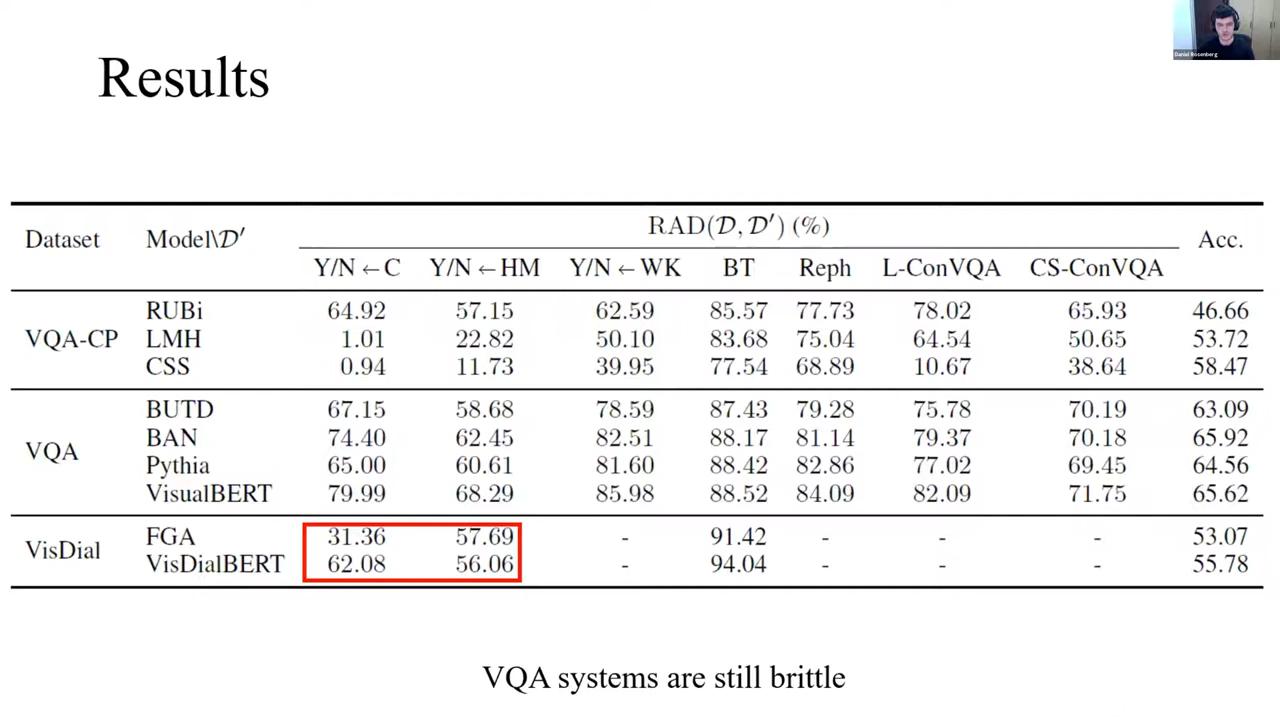 Daniel Rosenberg
Results
RAD(𝒟, 𝒟′) (%)
Dataset Model\𝒟′ Acc.
Y/N ← C Y/N ← HM Y/N ← WK BT Reph L-ConVQA CS-ConVQA
RUBi 64.92 57.15 62.59 85.57 77.73 78.02 65.93 46.66
VQA-CP LMH 1.01 22.82 50.10 83.68 75.04 64.54 50.65 53.72
CSS 0.94 11.73 39.95 77.54 68.89 10.67 38.64 58.47
BUTD 67.15 58.68 78.59 87.43 79.28 75.78 70.19 63.09
VQA BAN 74.40 62.45 82.51 88.17 81.14 79.37 70.18 65.92
Pythia 65.00 60.61 81.60 88.42 82.86 77.02 69.45 64.56
VisualBERT 79.99 68.29 85.98 88.52 84.09 82.09 71.75 65.62
VisDial FGA 31.36 57.69 - 91.42 - - - 53.07
VisDialBERT 62.08 56.06 - 94.04 - - - 55.78
VQA systems are still brittle